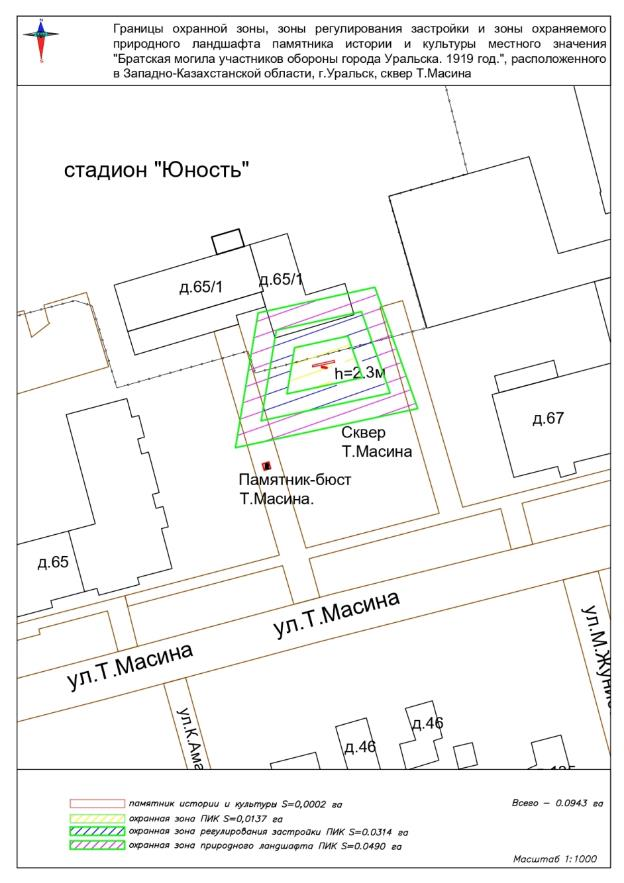 Границы охранной зоны, зоны регулирования застройки и зоны охраняемого
природного ландшафта памятника истории и культуры местного значения
"Братская могила участников обороны города Уральска. 1919 год.", расположенного
в Западно-Казахстанской области, г.Уральск, сквер Т.Масина
стадион "Юность"
д.65/1
д.65/1
h=2.3м
д.67
Сквер
Т.Масина
Памятник-бюст
Т.Масина.
д.65
ул.Т.Масина
ул.Т.Масина
ул.М.Жуни
ул.К.Ама
д.46
д.46
памятник истории и культуры S=0,0002 га
Всего – 0.0943 га
охранная зона ПИК S=0,0137 га
охранная зона регулирования застройки ПИК S=0.0314 га
охранная зона природного ландшафта ПИК S=0.0490 га
Масштаб 1:1000